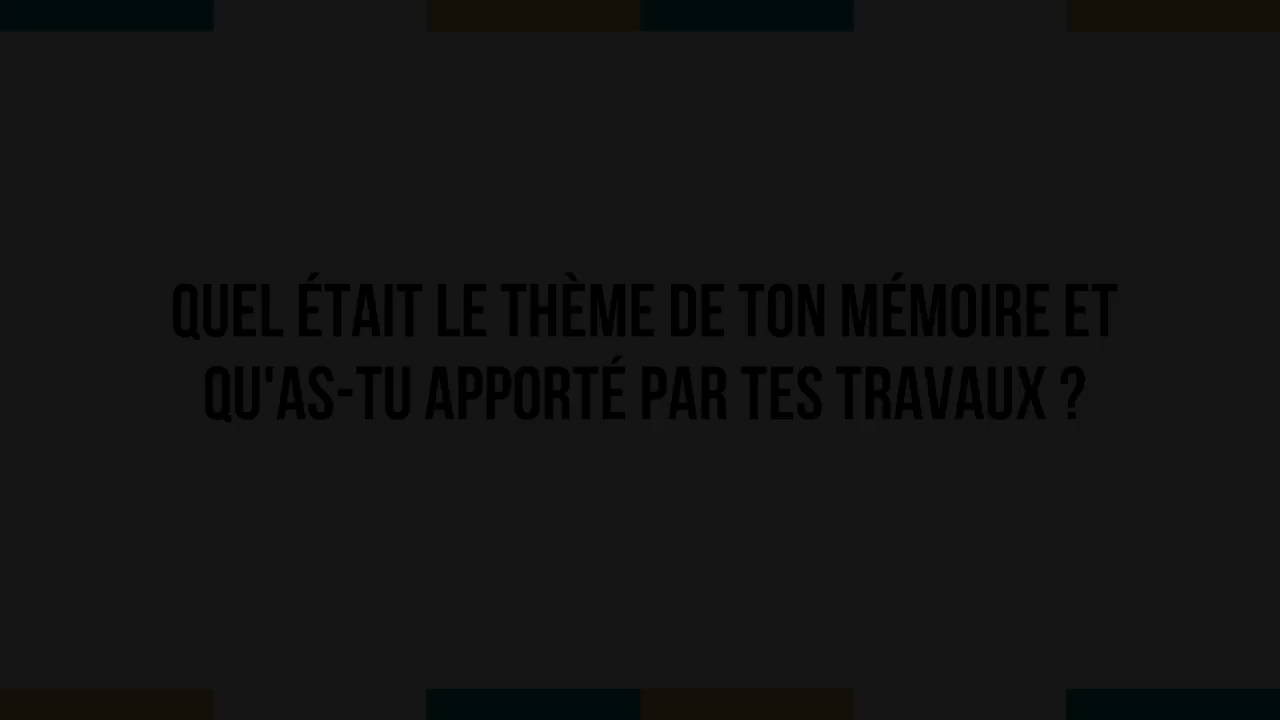 QUEL ÉTAIT LE THÈME DE TON MÉMOIRE ET
QU'AS-TU APPORTÉ PAR TES TRAVAUX ?